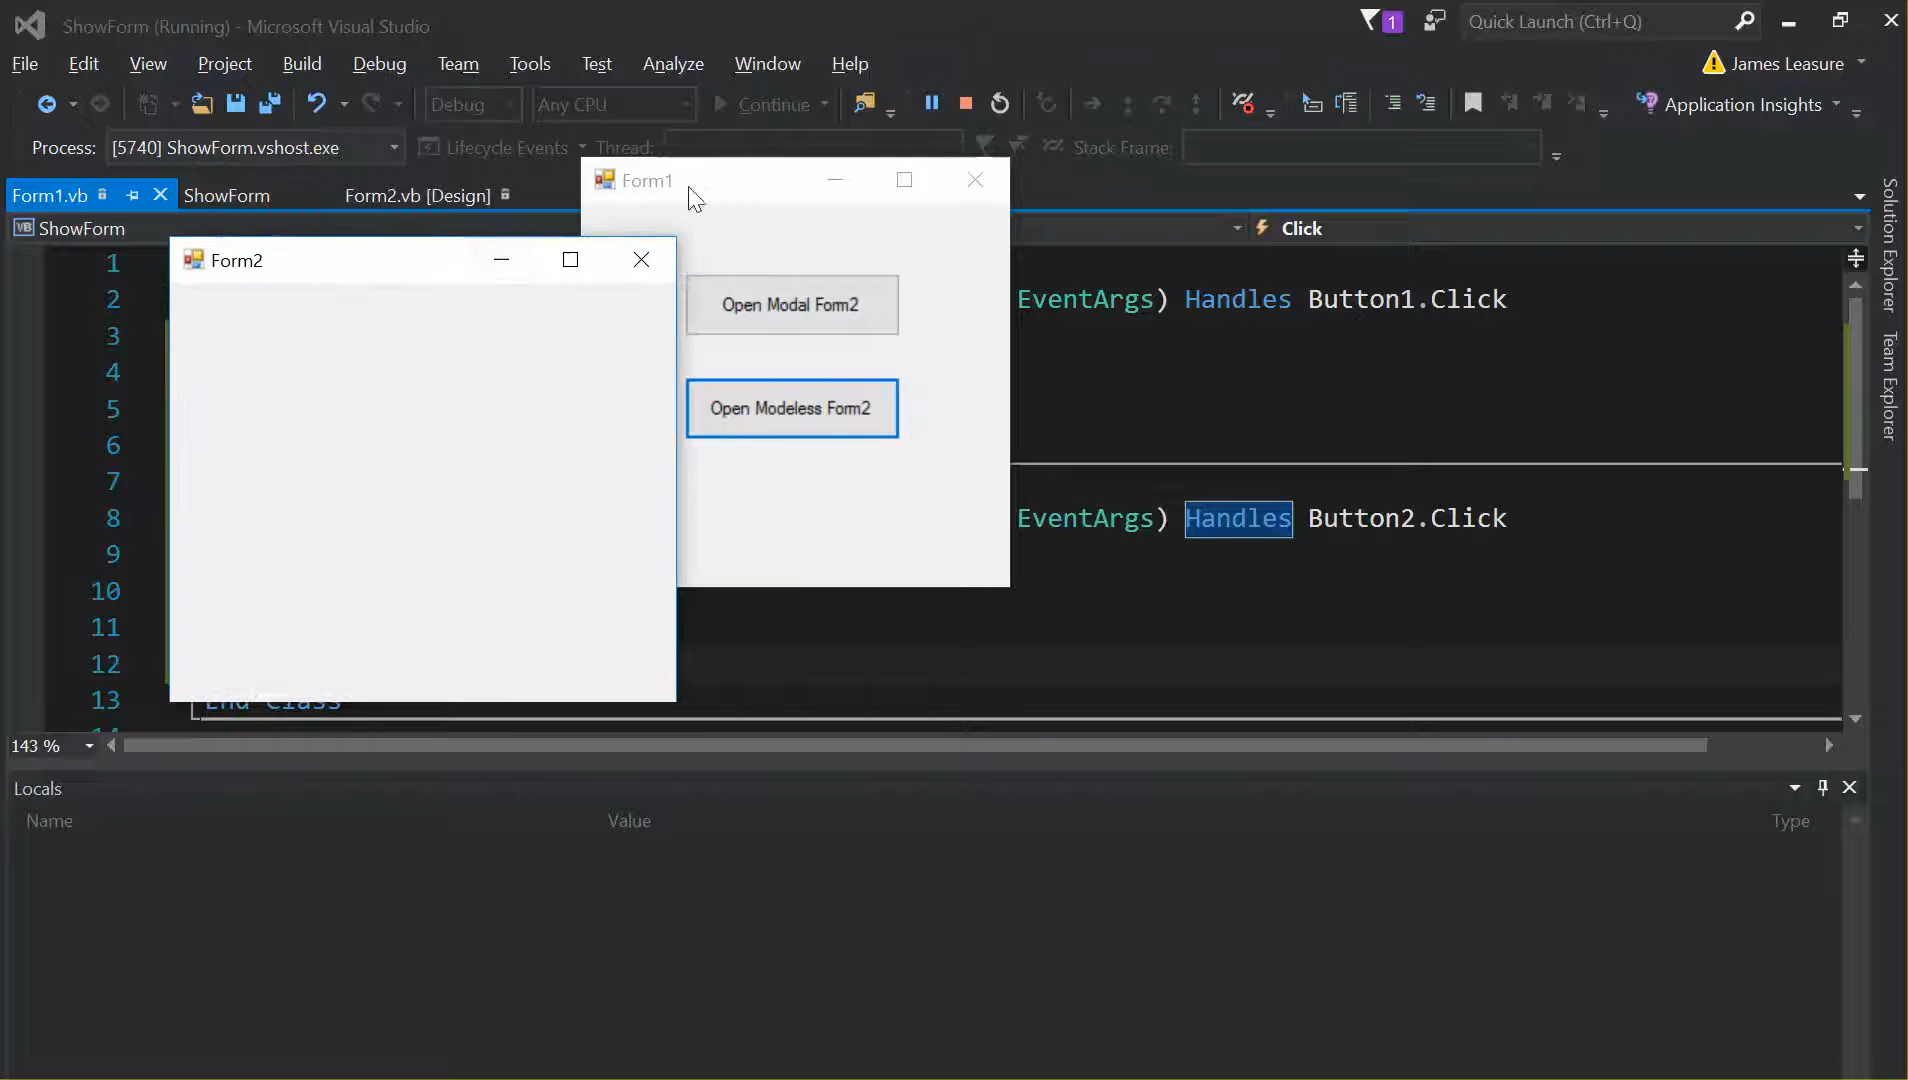 ShowForm (Running) - Microsoft Visual Studio
1
Quick Launch (Ctrl+Q)
File Edit View Project Build Debug Team Tools Test Analyze Window Help
James Leasure
Debug Any CPU Continue
Application Insights
Process: [5740] ShowForm.vshost.exe Lifecycle Events Thread: Stack Frame:
Form1.vb ShowForm Form2.vb [Design]
Form1
VB ShowForm Click
Form2
Open Modal Form2
Open Modeless Form2
1
2 EventArgs) Handles Button1.Click
3
4
5
6
7
8 EventArgs) Handles Button2.Click
9
10
11
12
13 End Class
143 %
Locals
Name Value Type
Solution Explorer
Team Explorer